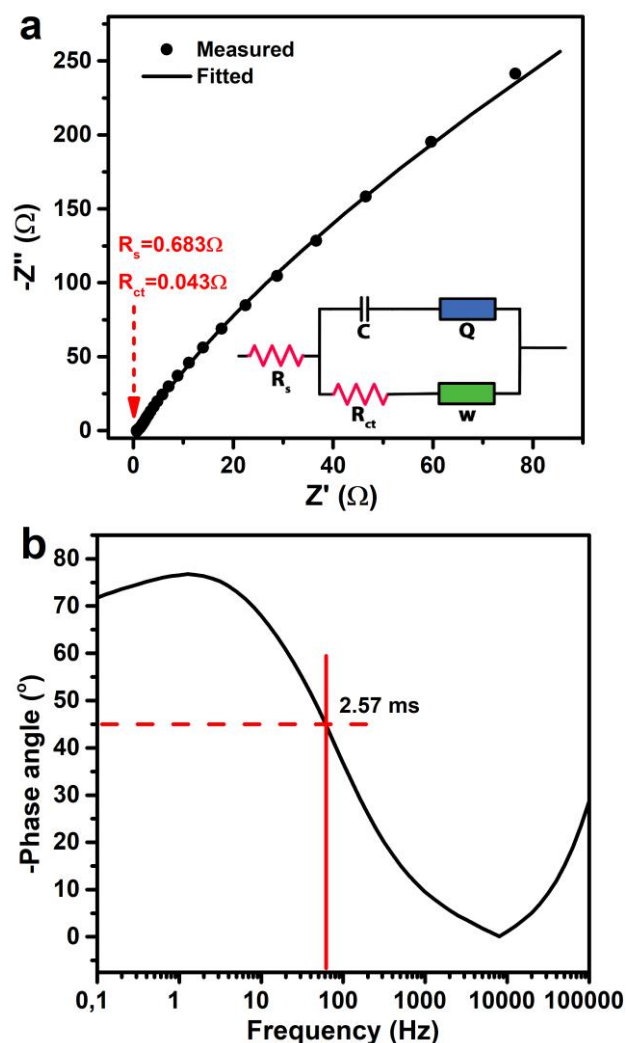 a
Measured
Fitted
250
200
150
100
50
0
-Z" (Ω)
Rs=0.683Ω
Rct=0.043Ω
C
Q
Rs
Rct
w
0
20
40
60
80
Z' (Ω)
b
80
70
60
50
40
30
20
10
0
-Phase angle (°)
2.57 ms
0,1
1
10
100
1000
10000
100000
Frequency (Hz)